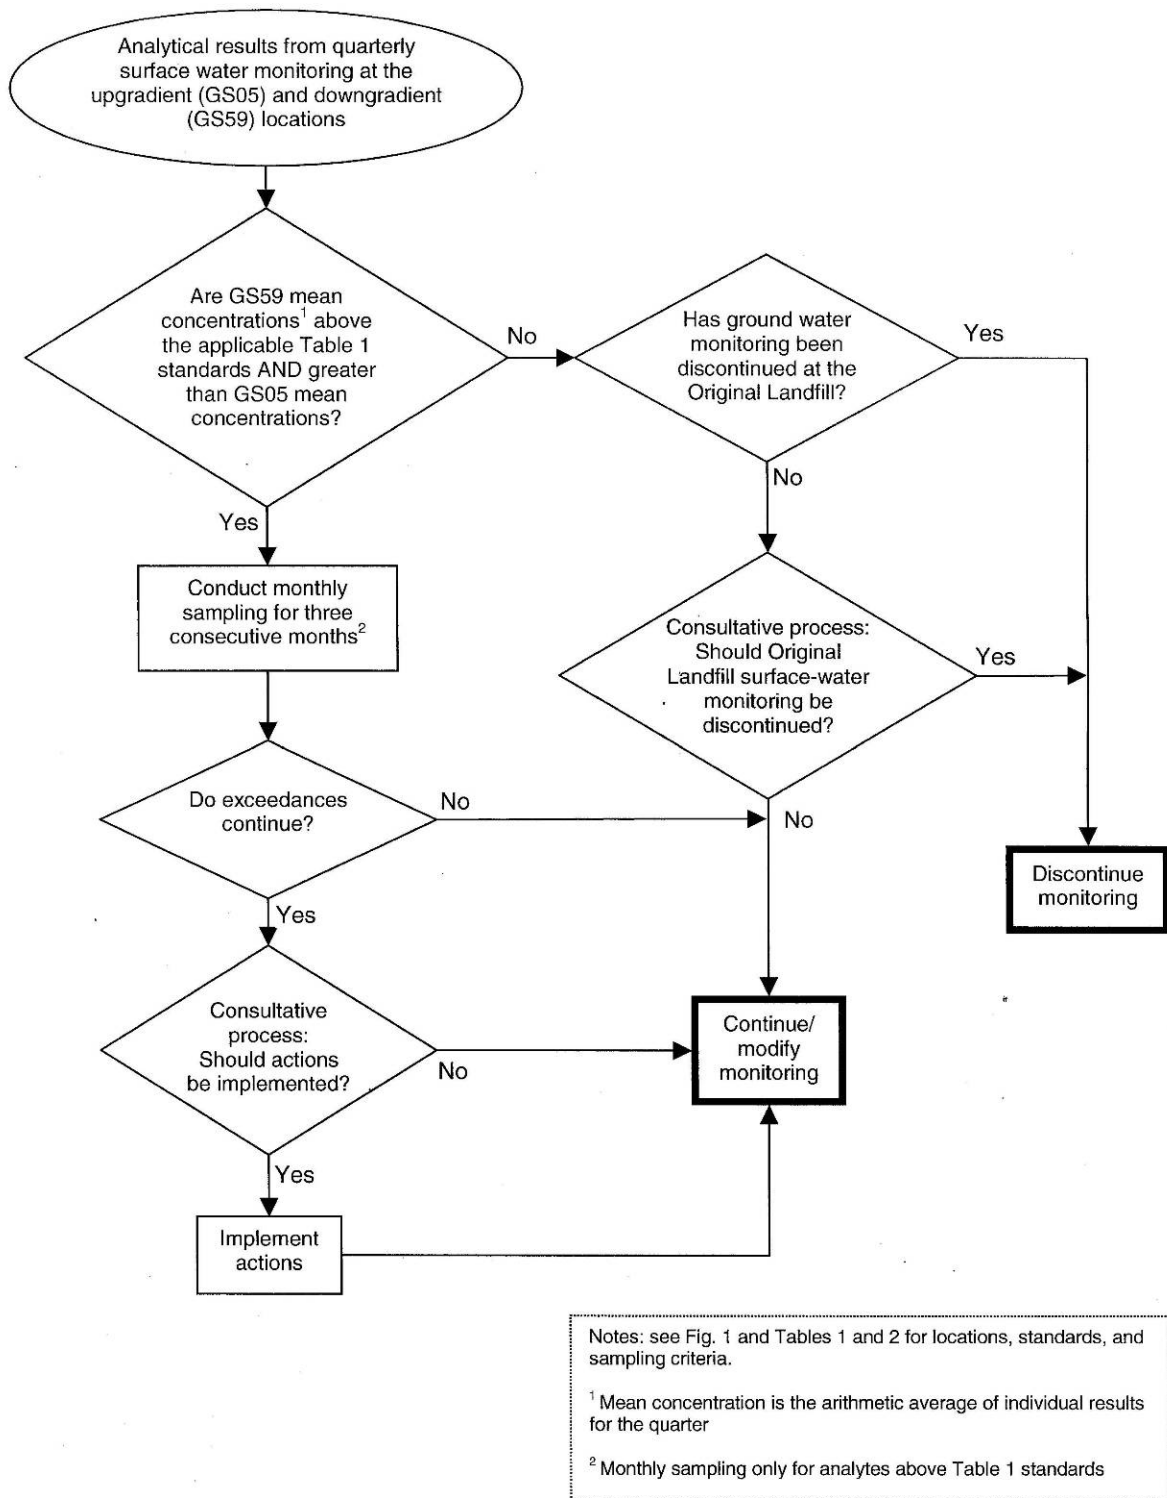 Analytical results from quarterly
surface water monitoring at the
upgradient (GS05) and downgradient
(GS59) locations
Are GS59 mean
concentrations¹ above
the applicable Table 1
standards AND greater
than GS05 mean
concentrations?
No
Has ground water
monitoring been
discontinued at the
Original Landfill?
Yes
No
Yes
Conduct monthly
sampling for three
consecutive months²
Consultative process:
Should Original
Landfill surface-water
monitoring be
discontinued?
Yes
No
Do exceedances
continue?
No
Yes
Discontinue
monitoring
Consultative
process:
Should actions
be implemented?
No
Yes
Continue/
modify
monitoring
Implement
actions
Notes: see Fig. 1 and Tables 1 and 2 for locations, standards, and
sampling criteria.
¹ Mean concentration is the arithmetic average of individual results
for the quarter
² Monthly sampling only for analytes above Table 1 standards